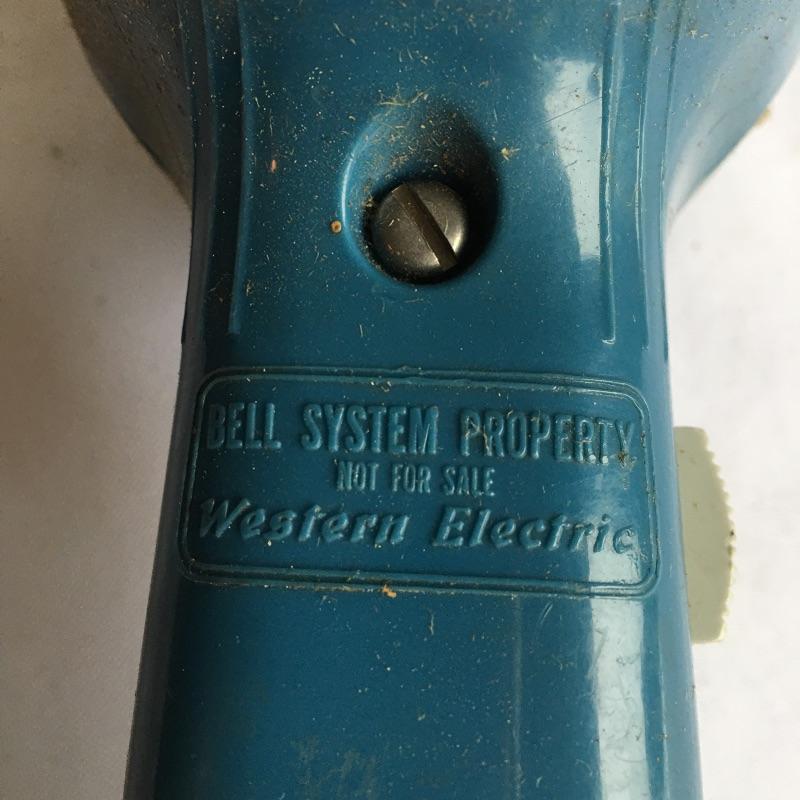 BELL SYSTEM PROPERTY
NOT FOR SALE
Western Electric